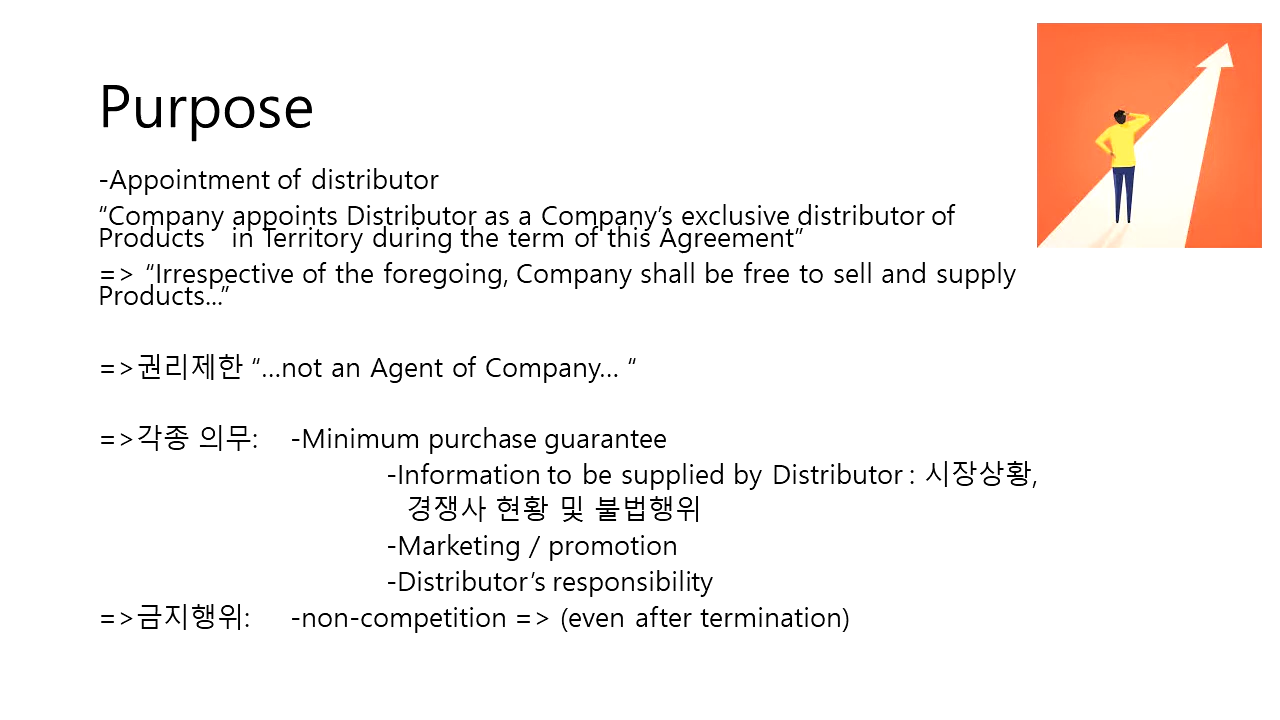 Purpose
-Appointment of distributor
“Company appoints Distributor as a Company’s exclusive distributor of
Products in Territory during the term of this Agreement”
=> “Irrespective of the foregoing, Company shall be free to sell and supply
Products...”
=>권리제한 “...not an Agent of Company... “
=>각종 의무: -Minimum purchase guarantee
-Information to be supplied by Distributor : 시장상황,
경쟁사 현황 및 불법행위
-Marketing / promotion
-Distributor’s responsibility
=>금지행위: -non-competition => (even after termination)